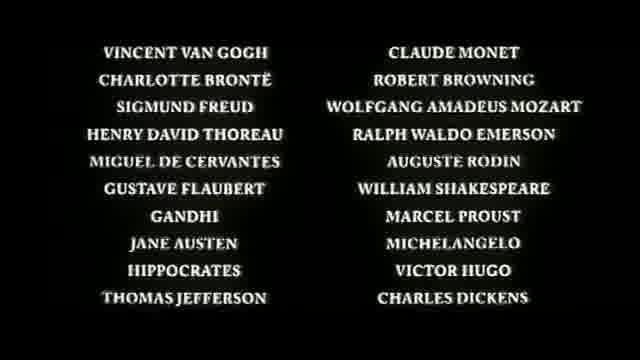 VINCENT VAN GOGH
CHARLOTTE BRONTË
SIGMUND FREUD
HENRY DAVID THOREAU
MIGUEL DE CERVANTES
GUSTAVE FLAUBERT
GANDHI
JANE AUSTEN
HIPPOCRATES
THOMAS JEFFERSON
CLAUDE MONET
ROBERT BROWNING
WOLFGANG AMADEUS MOZART
RALPH WALDO EMERSON
AUGUSTE RODIN
WILLIAM SHAKESPEARE
MARCEL PROUST
MICHELANGELO
VICTOR HUGO
CHARLES DICKENS